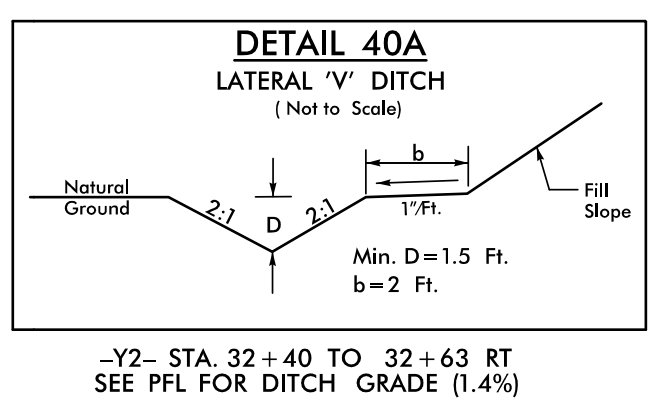 DETAIL 40A
LATERAL 'V' DITCH
(Not to Scale)
b
Natural
Ground
2:1
D
2:1
1"/Ft.
Fill
Slope
Min. D=1.5 Ft.
b=2 Ft.
-Y2- STA. 32+40 TO 32+63 RT
SEE PFL FOR DITCH GRADE (1.4%)